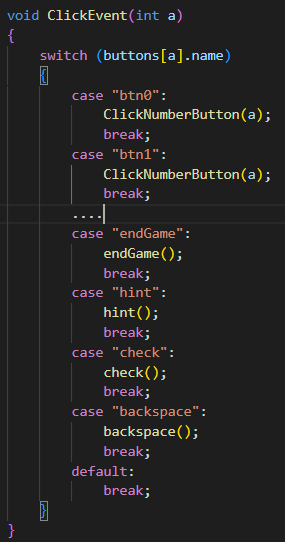 void ClickEvent(int a)
{
    switch (buttons[a].name)
    {
        case "btn0":
            ClickNumberButton(a);
            break;
        case "btn1":
            ClickNumberButton(a);
            break;
        ....
        case "endGame":
            endGame();
            break;
        case "hint":
            hint();
            break;
        case "check":
            check();
            break;
        case "backspace":
            backspace();
            break;
        default:
            break;
    }
}